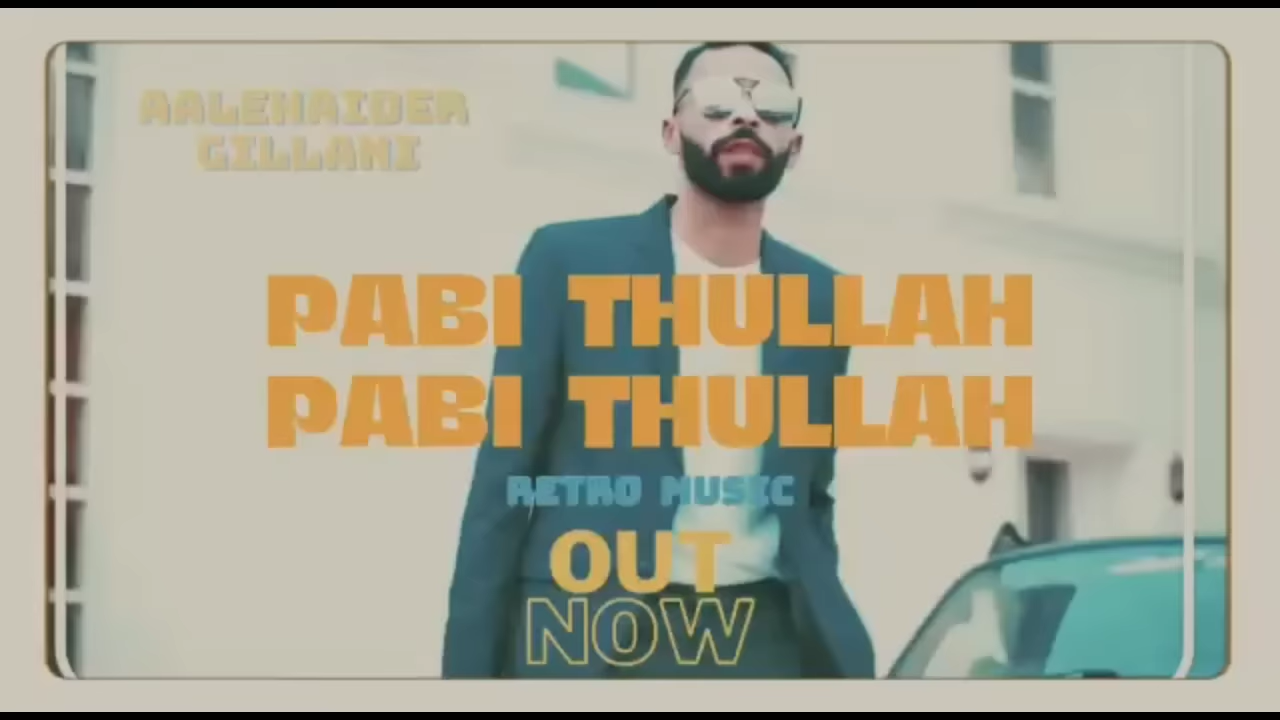 AALEHAIDER
GILLANI
PABI THULLAH
PABI THULLAH
RETRO MUSIC
OUT
NOW